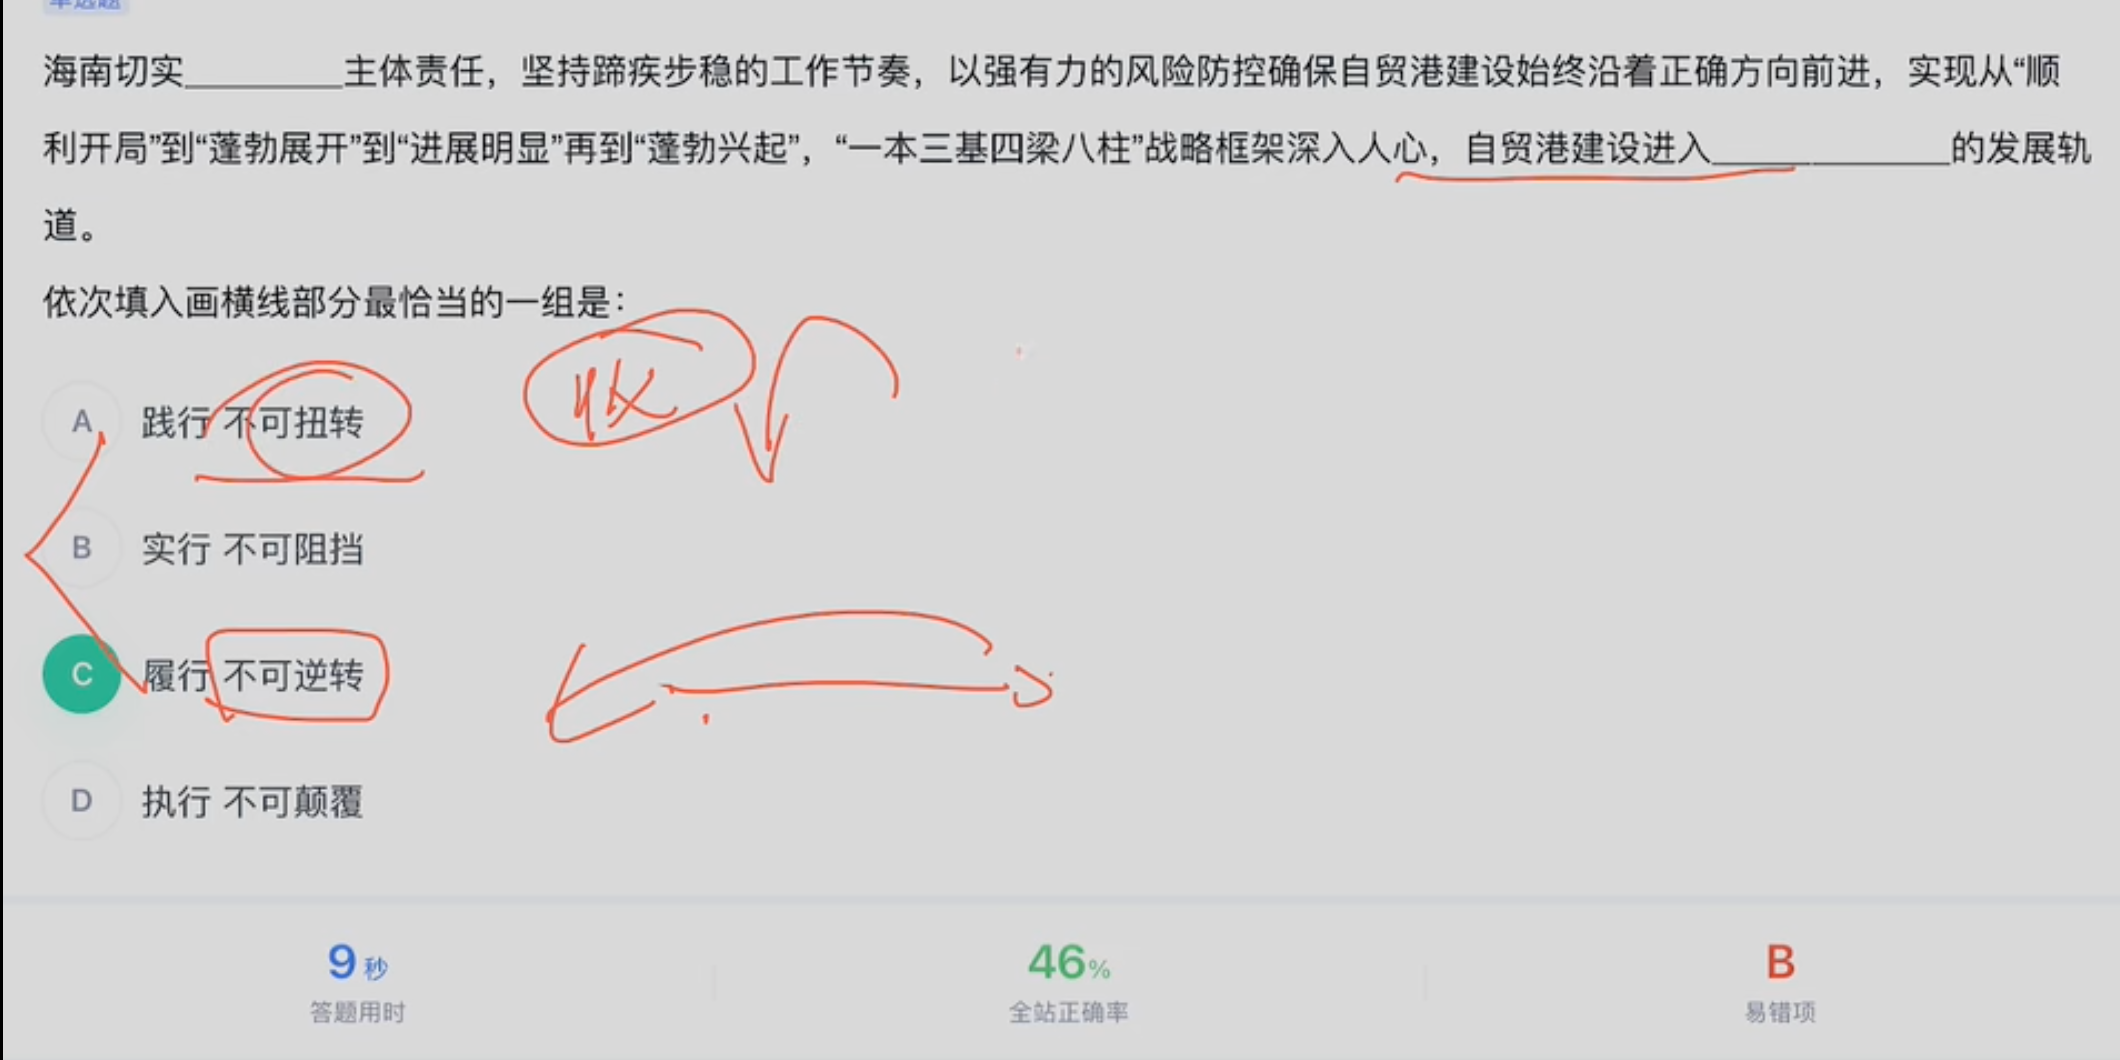 单选题
海南切实________主体责任，坚持蹄疾步稳的工作节奏，以强有力的风险防控确保自贸港建设始终沿着正确方向前进，实现从“顺
利开局”到“蓬勃展开”到“进展明显”再到“蓬勃兴起”，“一本三基四梁八柱”战略框架深入人心，自贸港建设进入____________的发展轨
道。
依次填入画横线部分最恰当的一组是：
A 践行 不可扭转
B 实行 不可阻挡
C 履行 不可逆转
D 执行 不可颠覆
9秒 46% B
答题用时 全站正确率 易错项